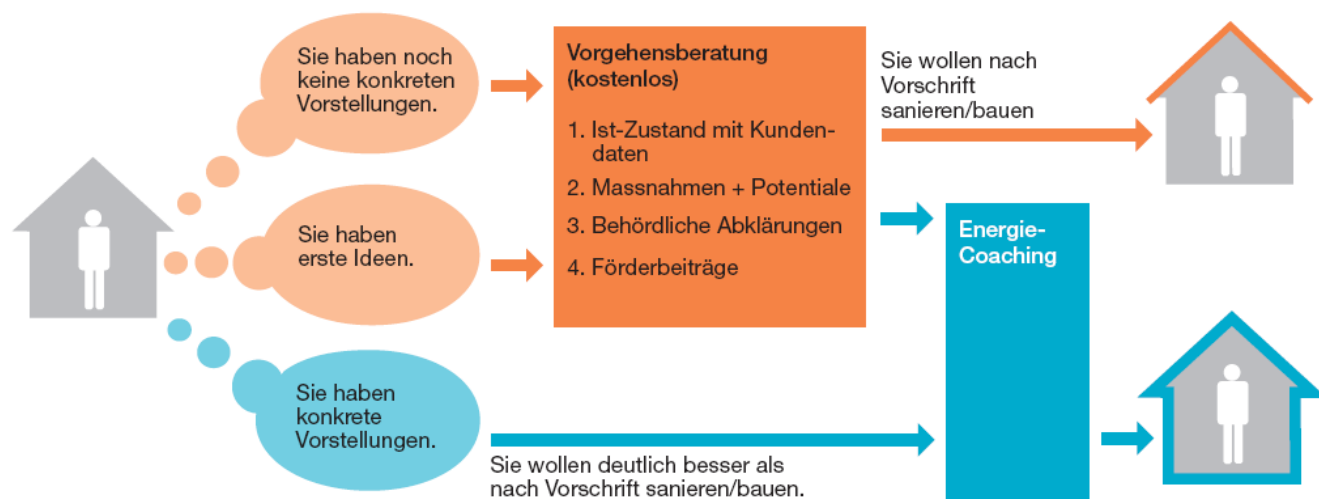 Sie haben noch
keine konkreten
Vorstellungen.
Vorgehensberatung
(kostenlos)
1. Ist-Zustand mit Kunden-
daten
2. Massnahmen + Potentiale
3. Behördliche Abklärungen
4. Förderbeiträge
Sie wollen nach
Vorschrift
sanieren/bauen
Sie haben
erste Ideen.
Energie-
Coaching
Sie haben
konkrete
Vorstellungen.
Sie wollen deutlich besser als
nach Vorschrift sanieren/bauen.